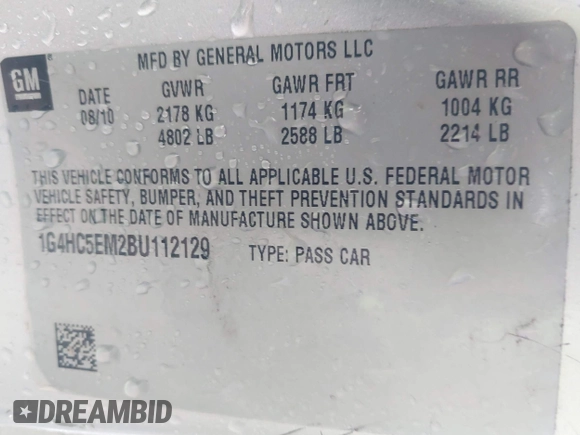 GM
MFD BY GENERAL MOTORS LLC
DATE GVWR GAWR FRT GAWR RR
08/10 2178 KG 1174 KG 1004 KG
4802 LB 2588 LB 2214 LB
THIS VEHICLE CONFORMS TO ALL APPLICABLE U.S. FEDERAL MOTOR
VEHICLE SAFETY, BUMPER, AND THEFT PREVENTION STANDARDS IN
EFFECT ON THE DATE OF MANUFACTURE SHOWN ABOVE.
1G4HC5EM2BU112129 TYPE: PASS CAR
DREAMBID